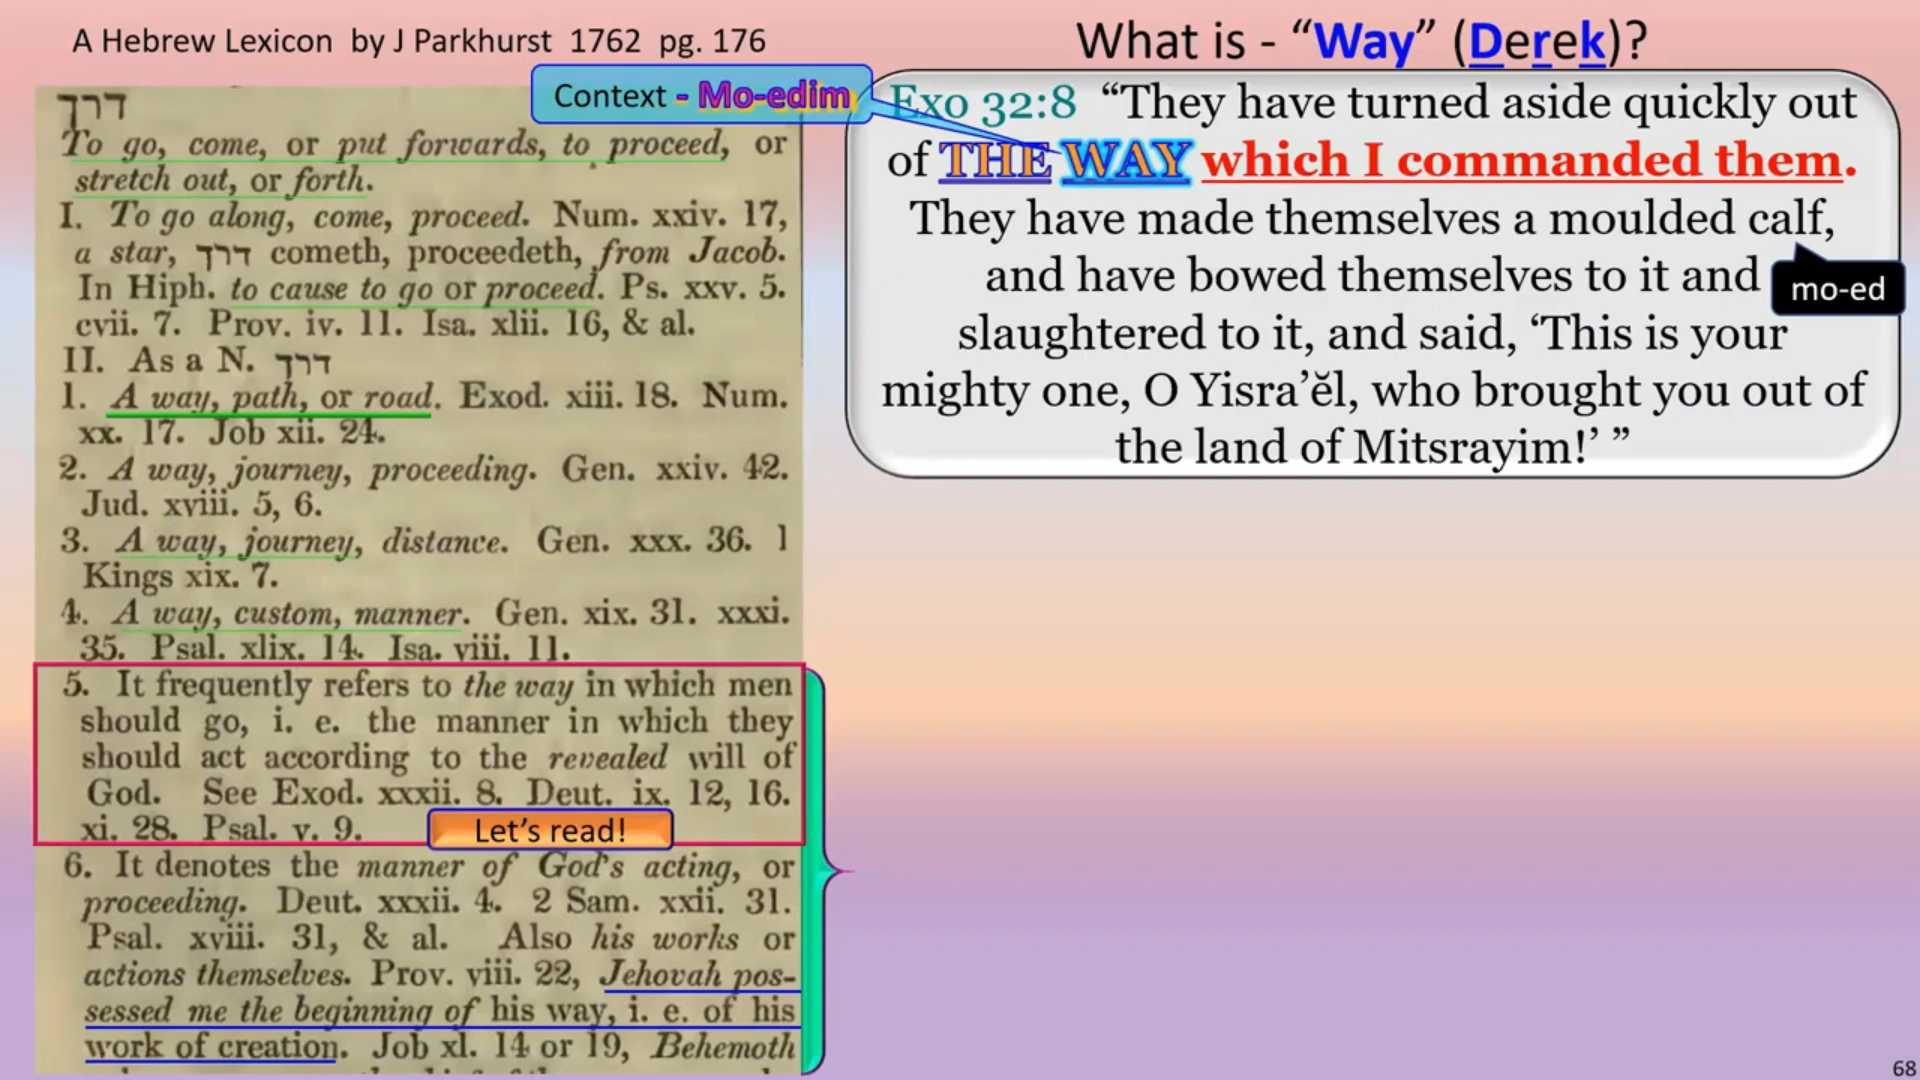 A Hebrew Lexicon by J Parkhurst 1762 pg. 176
What is - “Way” (Derek)?
Context - Mo-edim
דרך
To go, come, or put forwards, to proceed, or
stretch out, or forth.
I. To go along, come, proceed. Num. xxiv. 17,
a star, דרך cometh, proceedeth, from Jacob.
In Hiph. to cause to go or proceed. Ps. xxv. 5.
cvii. 7. Prov. iv. 11. Isa. xlii. 16, & al.
II. As a N. דרך
1. A way, path, or road. Exod. xiii. 18. Num.
xx. 17. Job xii. 24.
2. A way, journey, proceeding. Gen. xxiv. 42.
Jud. xviii. 5, 6.
3. A way, journey, distance. Gen. xxx. 36. 1
Kings xix. 7.
4. A way, custom, manner. Gen. xix. 31. xxxi.
35. Psal. xlix. 14. Isa. viii. 11.
5. It frequently refers to the way in which men
should go, i. e. the manner in which they
should act according to the revealed will of
God. See Exod. xxxii. 8. Deut. ix. 12, 16.
xi. 28. Psal. v. 9.
Let’s read!
6. It denotes the manner of God's acting, or
proceeding. Deut. xxxii. 4. 2 Sam. xxii. 31.
Psal. xviii. 31, & al. Also his works or
actions themselves. Prov. viii. 22, Jehovah pos-
sessed me the beginning of his way, i. e. of his
work of creation. Job xl. 14 or 19, Behemoth
Exo 32:8 “They have turned aside quickly out
of THE WAY which I commanded them.
They have made themselves a moulded calf,
and have bowed themselves to it and
mo-ed
slaughtered to it, and said, ‘This is your
mighty one, O Yisra’ĕl, who brought you out of
the land of Mitsrayim!’ ”
68